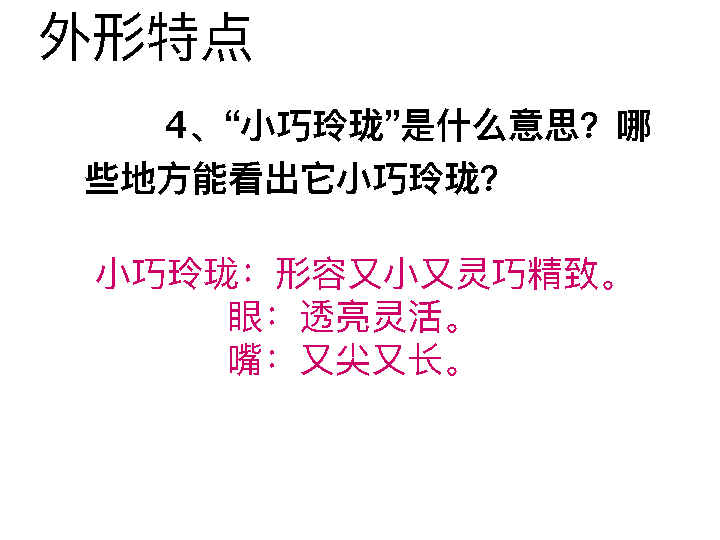 外形特点
4、“小巧玲珑”是什么意思？哪
些地方能看出它小巧玲珑?
小巧玲珑：形容又小又灵巧精致。
眼：透亮灵活。
嘴：又尖又长。